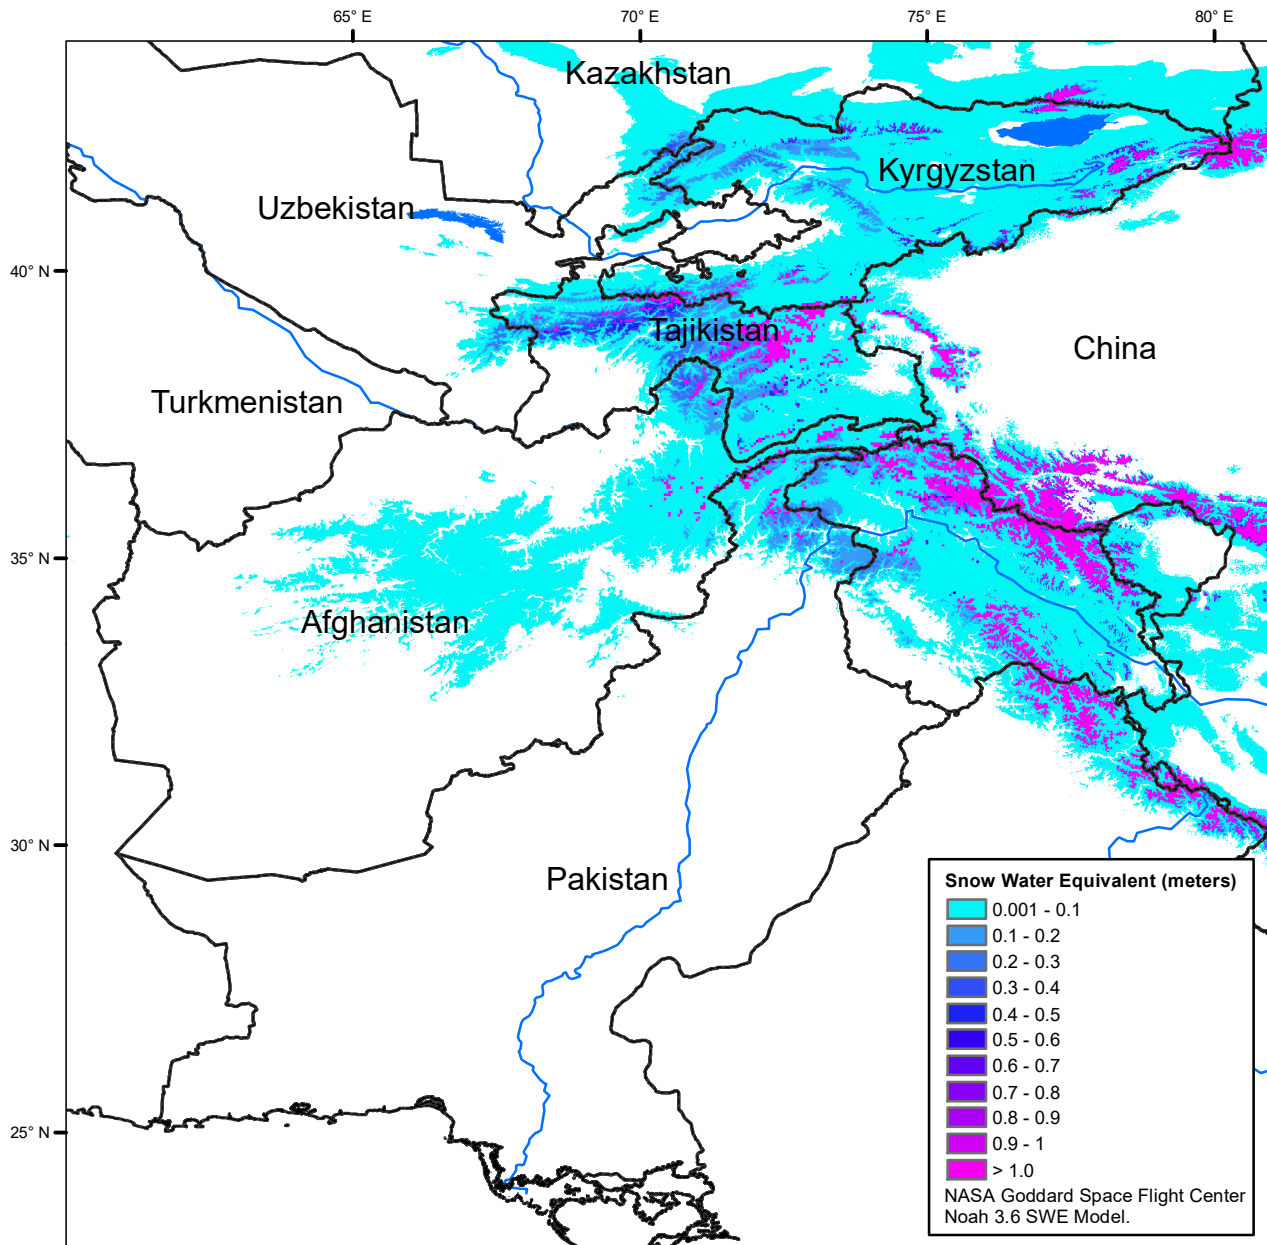 65° E
70° E
75° E
80° E
Kazakhstan
Kyrgyzstan
Uzbekistan
40° N
Tajikistan
China
Turkmenistan
35° N
Afghanistan
30° N
Pakistan
25° N
Snow Water Equivalent (meters)
0.001 - 0.1
0.1 - 0.2
0.2 - 0.3
0.3 - 0.4
0.4 - 0.5
0.5 - 0.6
0.6 - 0.7
0.7 - 0.8
0.8 - 0.9
0.9 - 1
> 1.0
NASA Goddard Space Flight Center
Noah 3.6 SWE Model.